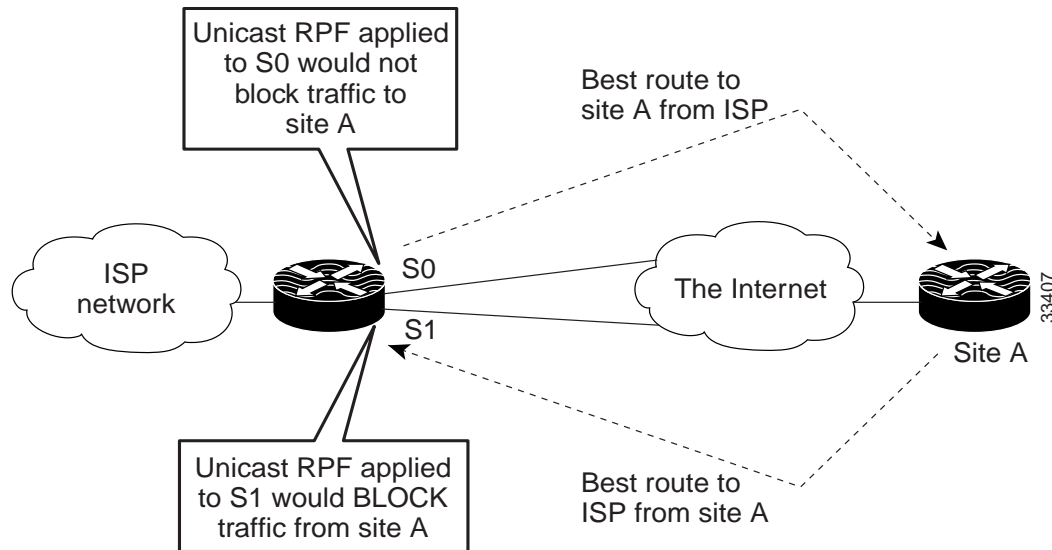 Unicast RPF applied
to S0 would not
block traffic to
site A
Best route to
site A from ISP
ISP
network
S0
S1
The Internet
Site A
33407
Unicast RPF applied
to S1 would BLOCK
traffic from site A
Best route to
ISP from site A